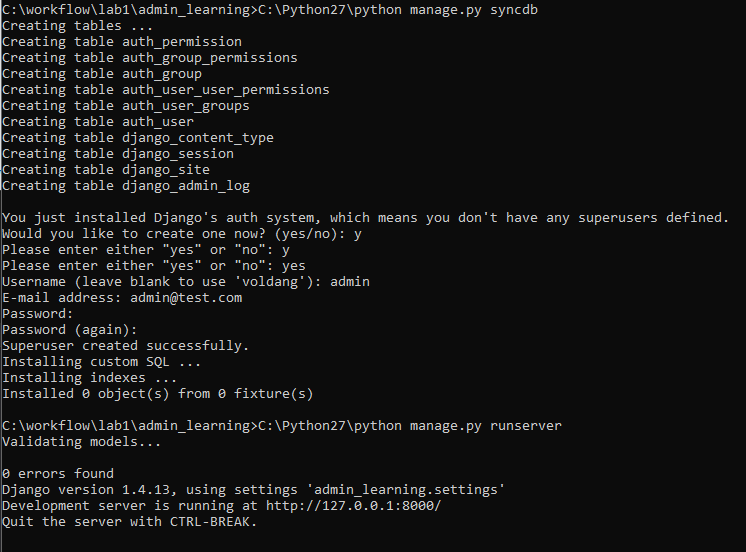 C:\workflow\lab1\admin_learning>C:\Python27\python manage.py syncdb
Creating tables ...
Creating table auth_permission
Creating table auth_group_permissions
Creating table auth_group
Creating table auth_user_user_permissions
Creating table auth_user_groups
Creating table auth_user
Creating table django_content_type
Creating table django_session
Creating table django_site
Creating table django_admin_log
You just installed Django's auth system, which means you don't have any superusers defined.
Would you like to create one now? (yes/no): y
Please enter either "yes" or "no": y
Please enter either "yes" or "no": yes
Username (leave blank to use 'voldang'): admin
E-mail address: admin@test.com
Password:
Password (again):
Superuser created successfully.
Installing custom SQL ...
Installing indexes ...
Installed 0 object(s) from 0 fixture(s)
C:\workflow\lab1\admin_learning>C:\Python27\python manage.py runserver
Validating models...
0 errors found
Django version 1.4.13, using settings 'admin_learning.settings'
Development server is running at http://127.0.0.1:8000/
Quit the server with CTRL-BREAK.